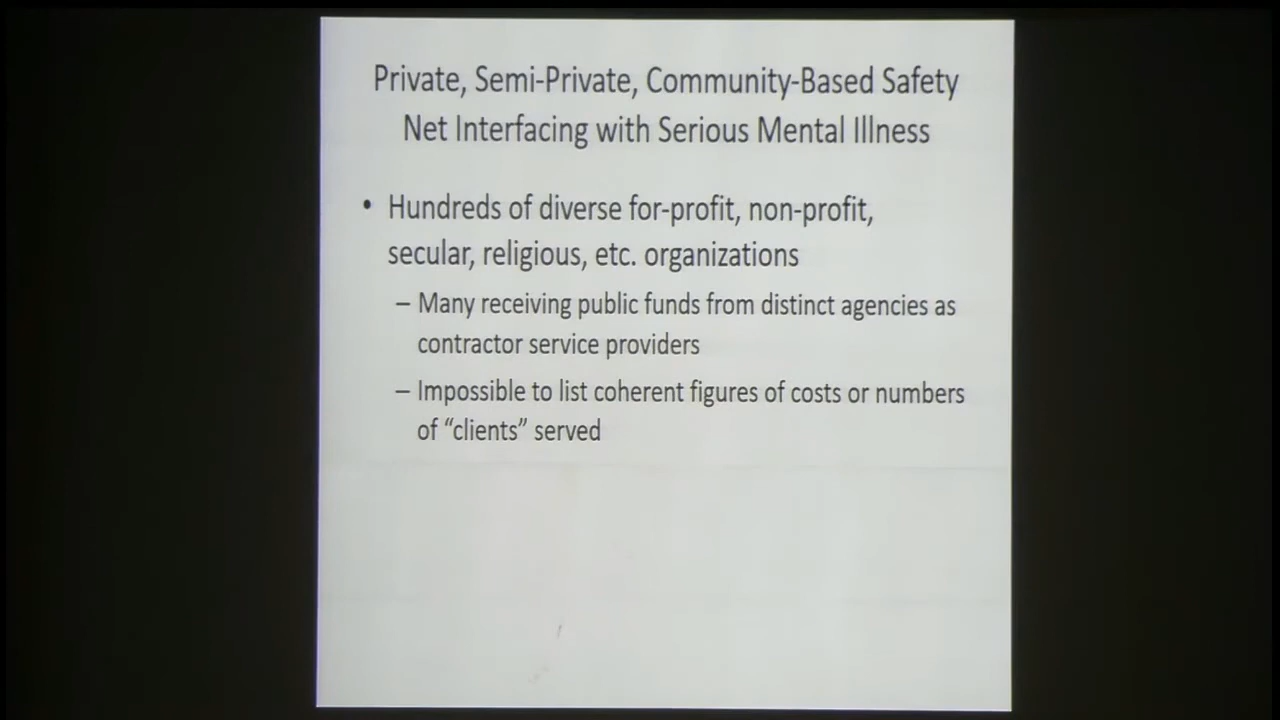 Private, Semi-Private, Community-Based Safety
Net Interfacing with Serious Mental Illness
• Hundreds of diverse for-profit, non-profit,
secular, religious, etc. organizations
– Many receiving public funds from distinct agencies as
contractor service providers
– Impossible to list coherent figures of costs or numbers
of “clients” served